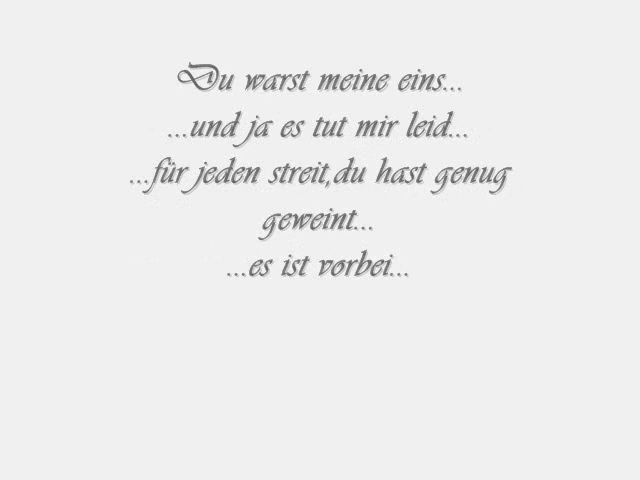 Du warst meine eins...
...und ja es tut mir leid...
...für jeden streit,du hast genug
geweint...
...es ist vorbei...